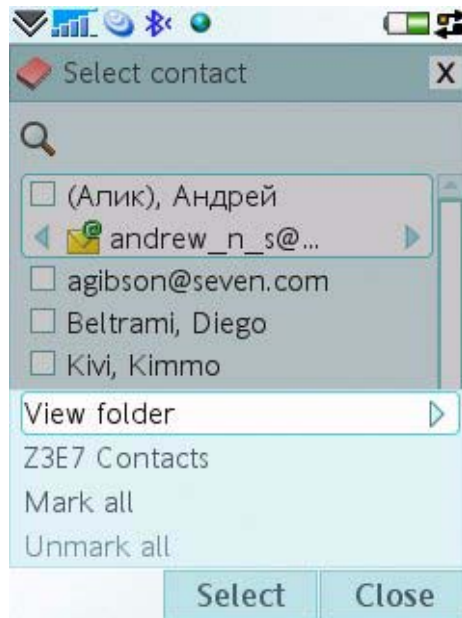 Select contact
X
(Алик), Андрей
andrew_n_s@...
agibson@seven.com
Beltrami, Diego
Kivi, Kimmo
View folder
Z3E7 Contacts
Mark all
Unmark all
Select Close